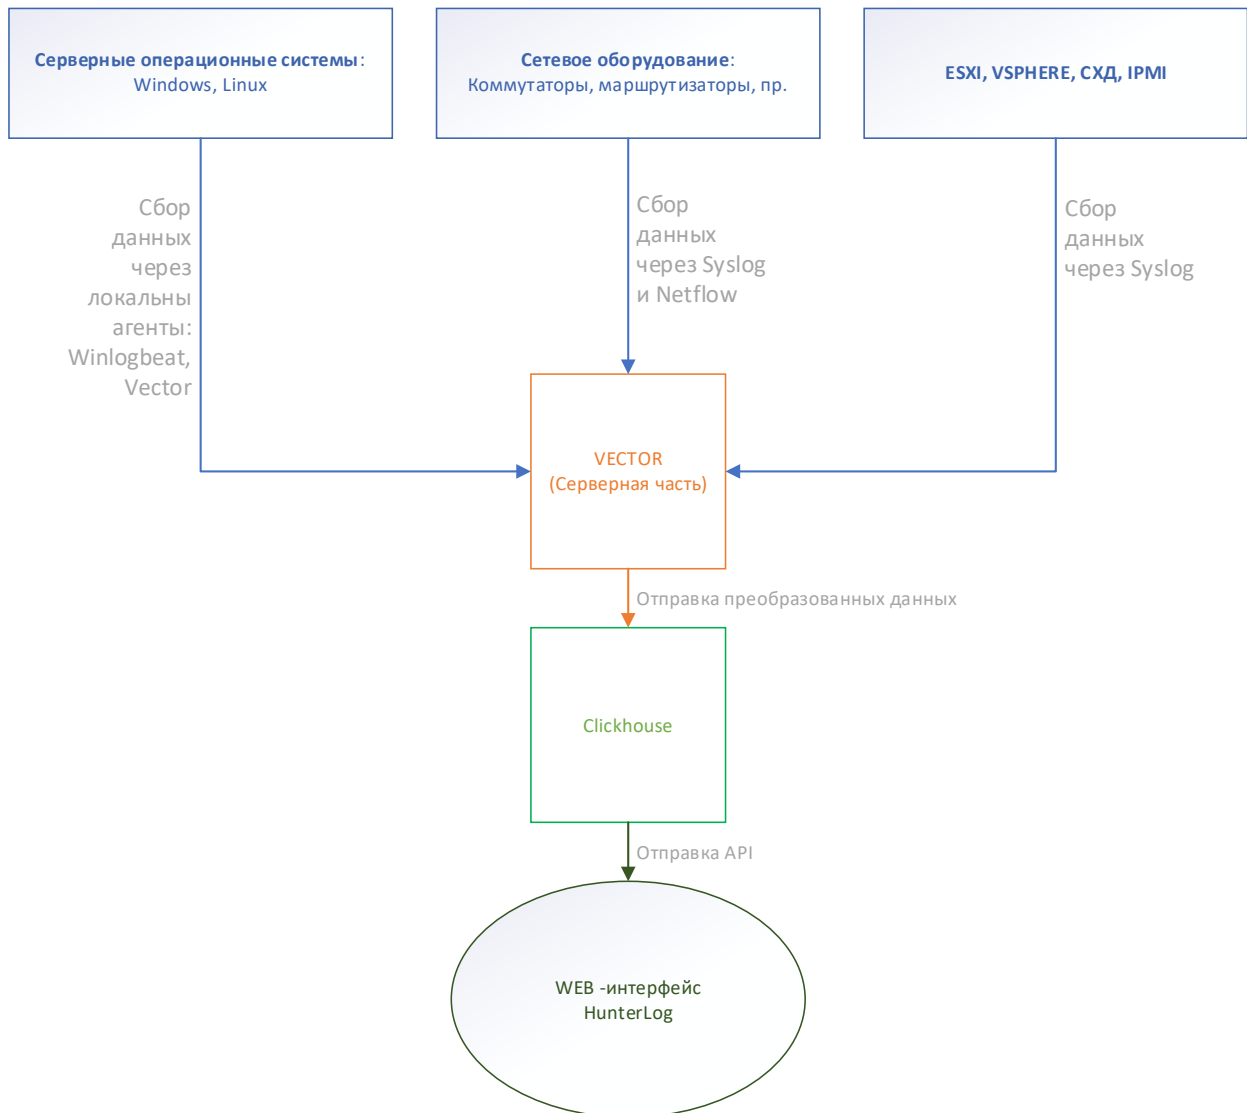 Серверные операционные системы:
Windows, Linux
Сетевое оборудование:
Коммутаторы, маршрутизаторы, пр.
ESXI, VSPHERE, СХД, IPMI
Сбор
данных
через
локальны
агенты:
Winlogbeat,
Vector
Сбор
данных
через Syslog
и Netflow
Сбор
данных
через Syslog
VECTOR
(Серверная часть)
Отправка преобразованных данных
Clickhouse
Отправка API
WEB -интерфейс
HunterLog